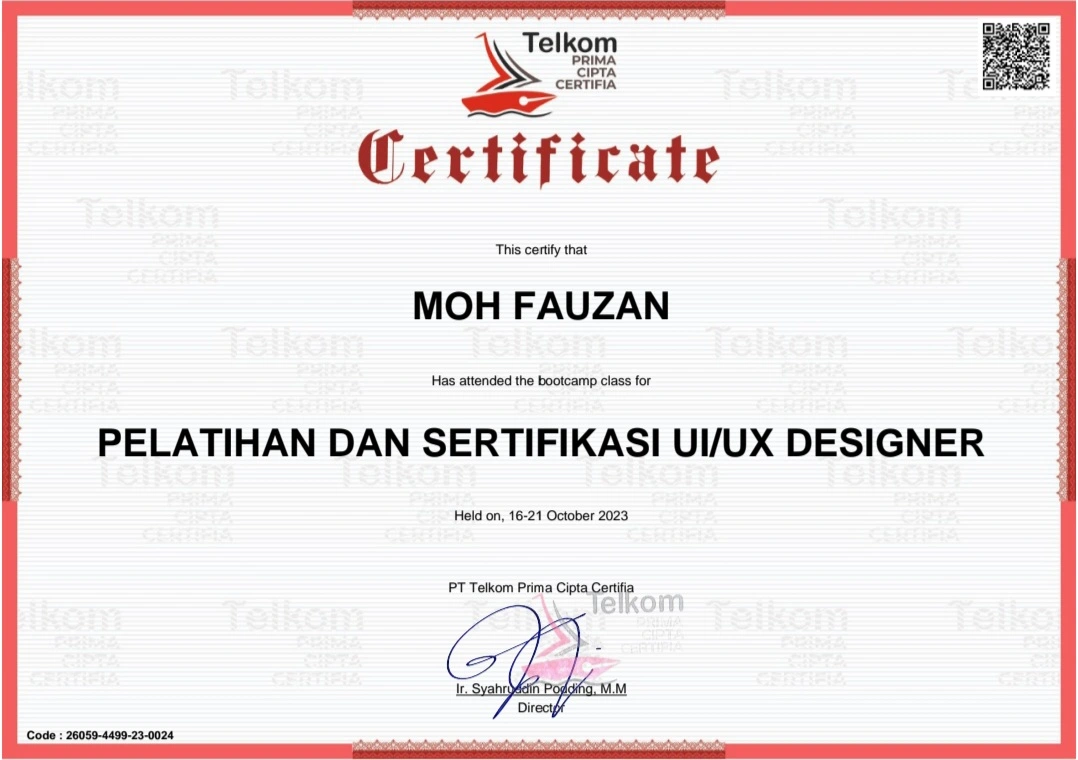 Telkom
PRIMA
CIPTA
CERTIFIA
Certificate
This certify that
MOH FAUZAN
Has attended the bootcamp class for
PELATIHAN DAN SERTIFIKASI UI/UX DESIGNER
Held on, 16-21 October 2023
PT Telkom Prima Cipta Certifia
Telkom
PRIMA
CIPTA
CERTIFIA
Ir. Syahruddin Podding, M.M
Director
Code : 26059-4499-23-0024